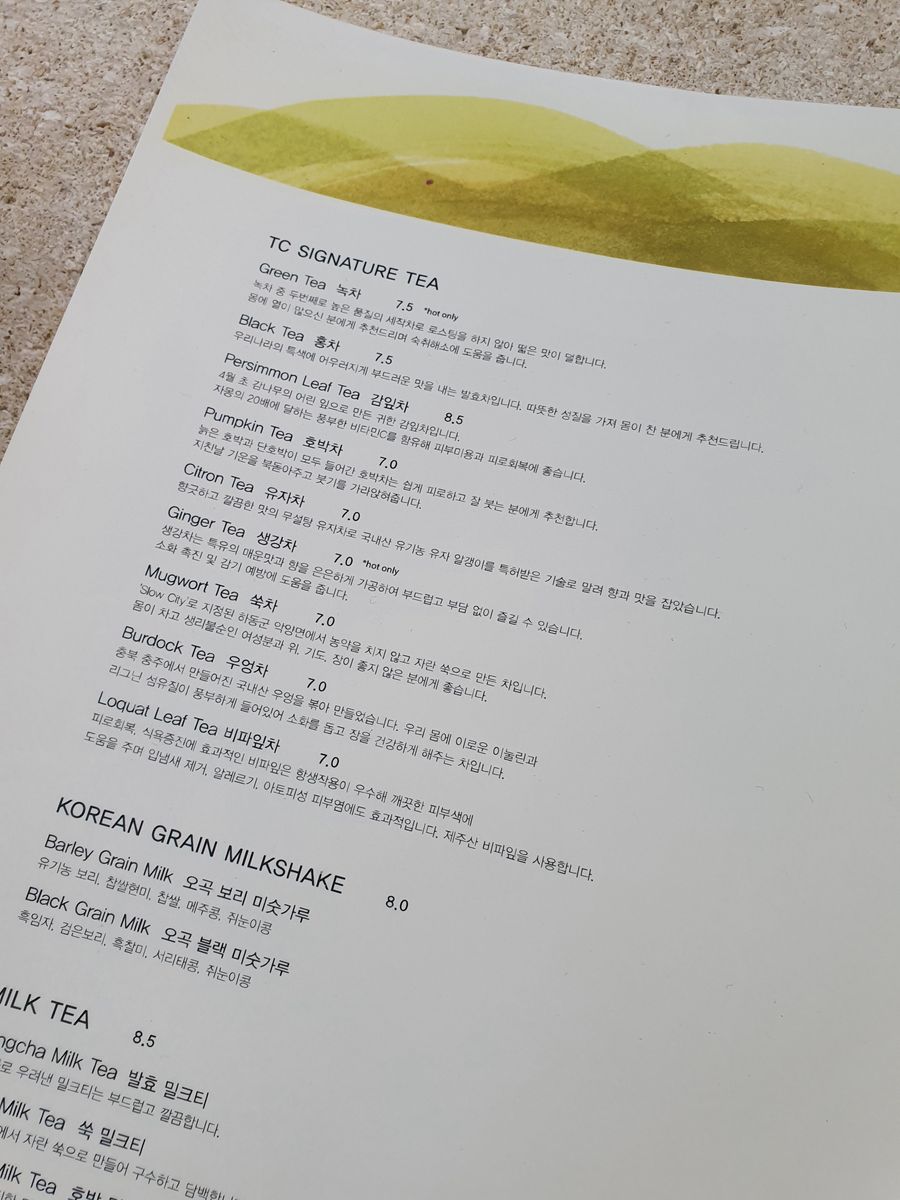 TC SIGNATURE TEA
Green Tea 녹차 7.5 *hot only
녹차 중 두번째로 높은 품질의 세작차로 로스팅을 하지 않아 떫은 맛이 덜합니다.
몸에 열이 많으신 분에게 추천드리며 숙취해소에 도움을 줍니다.
Black Tea 홍차 7.5
우리나라의 특색에 어우러지게 부드러운 맛을 내는 발효차입니다. 따뜻한 성질을 가져 몸이 찬 분에게 추천드립니다.
Persimmon Leaf Tea 감잎차 8.5
4월 초 감나무의 어린 잎으로 만든 귀한 감잎차입니다.
자몽의 20배에 달하는 풍부한 비타민C를 함유해 피부미용과 피로회복에 좋습니다.
Pumpkin Tea 호박차 7.0
늙은 호박과 단호박이 모두 들어간 호박차는 쉽게 피로하고 잘 붓는 분에게 추천합니다.
지친날 기운을 북돋아주고 붓기를 가라앉혀줍니다.
Citron Tea 유자차 7.0
향긋하고 깔끔한 맛의 무설탕 유자차로 국내산 유기농 유자 알갱이를 특허받은 기술로 말려 향과 맛을 잡았습니다.
Ginger Tea 생강차 7.0 *hot only
생강차는 특유의 매운맛과 향을 은은하게 가공하여 부드럽고 부담 없이 즐길 수 있습니다.
소화 촉진 및 감기 예방에 도움을 줍니다.
Mugwort Tea 쑥차 7.0
'Slow City'로 지정된 하동군 악양면에서 농약을 치지 않고 자란 쑥으로 만든 차입니다.
몸이 차고 생리불순인 여성분과 위, 기도, 장이 좋지 않은 분에게 좋습니다.
Burdock Tea 우엉차 7.0
충북 충주에서 만들어진 국내산 우엉을 볶아 만들었습니다. 우리 몸에 이로운 이눌린과
리그닌 섬유질이 풍부하게 들어있어 소화를 돕고 장을 건강하게 해주는 차입니다.
Loquat Leaf Tea 비파잎차 7.0
피로회복, 식욕증진에 효과적인 비파잎은 항생작용이 우수해 깨끗한 피부색에
도움을 주며 입냄새 제거, 알레르기, 아토피성 피부염에도 효과적입니다. 제주산 비파잎을 사용합니다.
KOREAN GRAIN MILKSHAKE 8.0
Barley Grain Milk 오곡 보리 미숫가루
유기농 보리, 찹쌀현미, 찹쌀, 메주콩, 쥐눈이콩
Black Grain Milk 오곡 블랙 미숫가루
흑임자, 검은보리, 흑찰미, 서리태콩, 쥐눈이콩
MILK TEA 8.5
ngcha Milk Tea 발효 밀크티
로 우려낸 밀크티는 부드럽고 깔끔합니다.
Milk Tea 쑥 밀크티
에서 자란 쑥으로 만들어 구수하고 담백합니
Milk Tea 호박